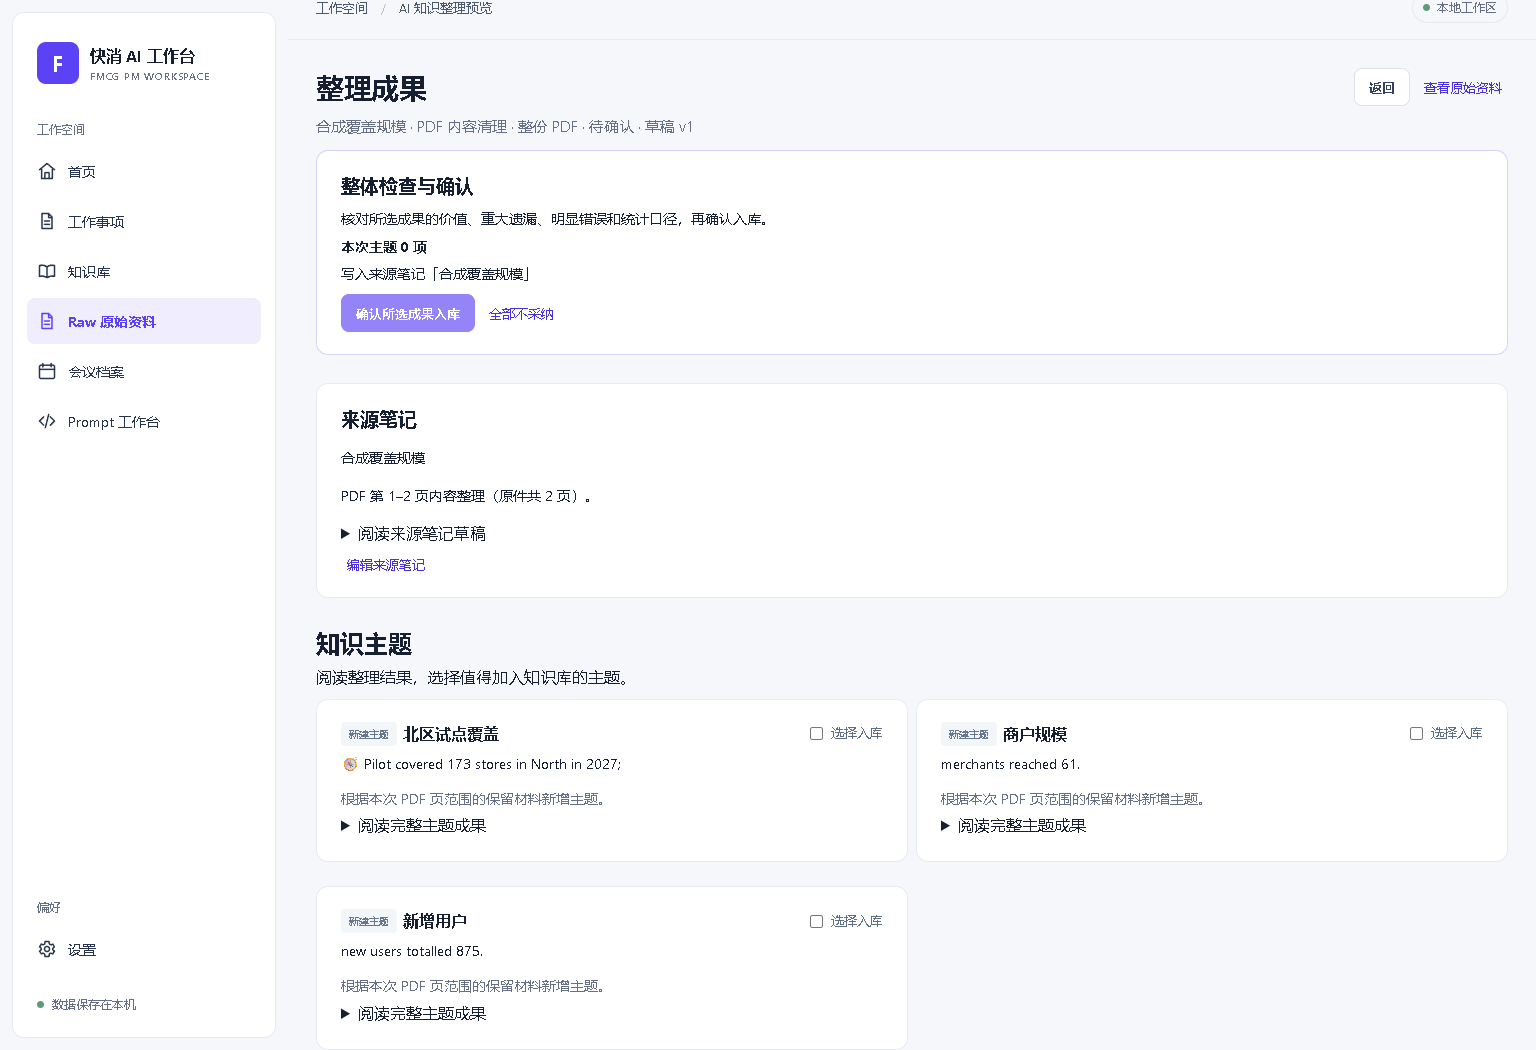 F
快消 AI 工作台
FMCG PM WORKSPACE
工作空间
首页
工作事项
知识库
Raw 原始资料
会议档案
Prompt 工作台
偏好
设置
数据保存在本机
工作空间 / AI 知识整理预览
本地工作区
整理成果
返回
查看原始资料
合成覆盖规模 · PDF 内容清理 · 整份 PDF · 待确认 · 草稿 v1
整体检查与确认
核对所选成果的价值、重大遗漏、明显错误和统计口径，再确认入库。
本次主题 0 项
写入来源笔记「合成覆盖规模」
确认所选成果入库
全部不采纳
来源笔记
合成覆盖规模
PDF 第 1–2 页内容整理（原件共 2 页）。
阅读来源笔记草稿
编辑来源笔记
知识主题
阅读整理结果，选择值得加入知识库的主题。
新建主题 北区试点覆盖
选择入库
Pilot covered 173 stores in North in 2027;
根据本次 PDF 页范围的保留材料新增主题。
阅读完整主题成果
新建主题 商户规模
选择入库
merchants reached 61.
根据本次 PDF 页范围的保留材料新增主题。
阅读完整主题成果
新建主题 新增用户
选择入库
new users totalled 875.
根据本次 PDF 页范围的保留材料新增主题。
阅读完整主题成果